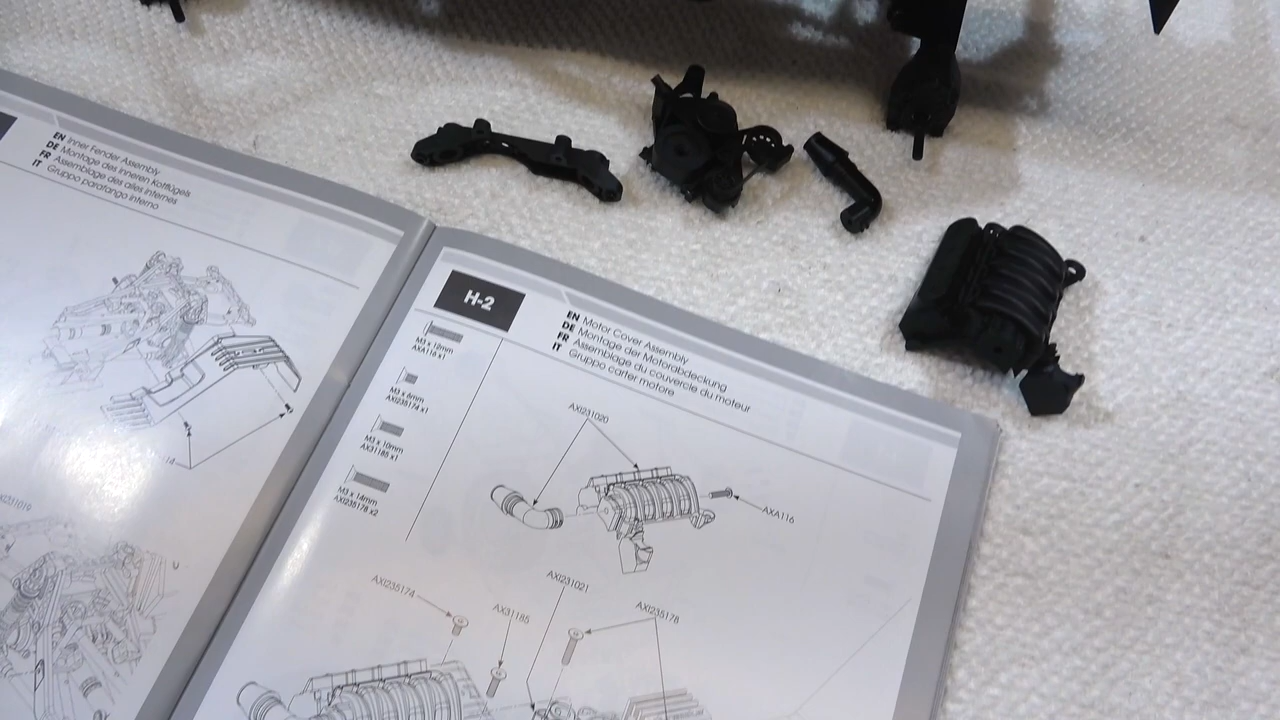 EN Inner Fender Assembly
DE Montage des inneren Kotflügels
FR Assemblage des ailes internes
IT Gruppo parafango interno
H-2
EN Motor Cover Assembly
DE Montage der Motorabdeckung
FR Assemblage du couvercle du moteur
IT Gruppo carter motore
AXA116 x1
M3 x 6mm
AXI235174 x1
M3 x 10mm
AX31185 x1
M3 x 14mm
AXI235178 x2
AXI231020
AXA116
AXI231021
AXI235174
AX31185
AXI235178